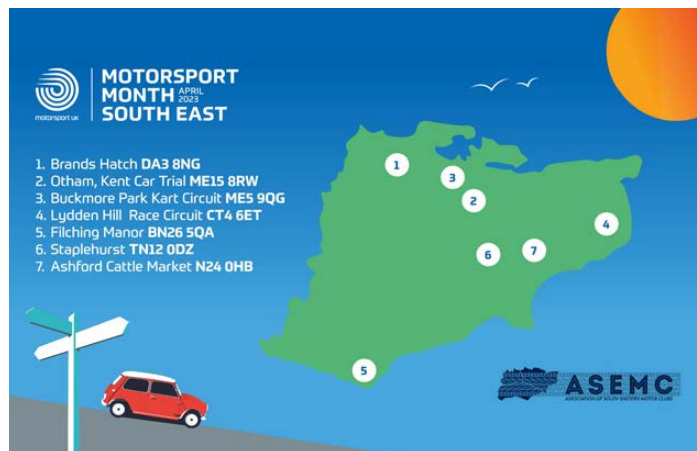 motorsport uk
MOTORSPORT
MONTH APRIL 2023
SOUTH EAST
1. Brands Hatch DA3 8NG
2. Otham, Kent Car Trial ME15 8RW
3. Buckmore Park Kart Circuit ME5 9QG
4. Lydden Hill Race Circuit CT4 6ET
5. Filching Manor BN26 5QA
6. Staplehurst TN12 0DZ
7. Ashford Cattle Market N24 0HB
1
3
2
4
7
6
5
ASEMC
ASSOCIATION OF SOUTH EASTERN MOTOR CLUBS